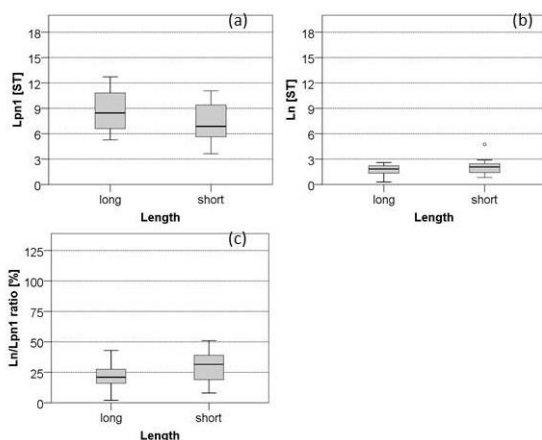 (a)
Lpn1 [ST]
18
15
12
9
6
3
0
long
short
Length
(b)
Ln [ST]
18
15
12
9
6
3
0
long
short
Length
(c)
Ln/Lpn1 ratio [%]
125
100
75
50
25
0
long
short
Length